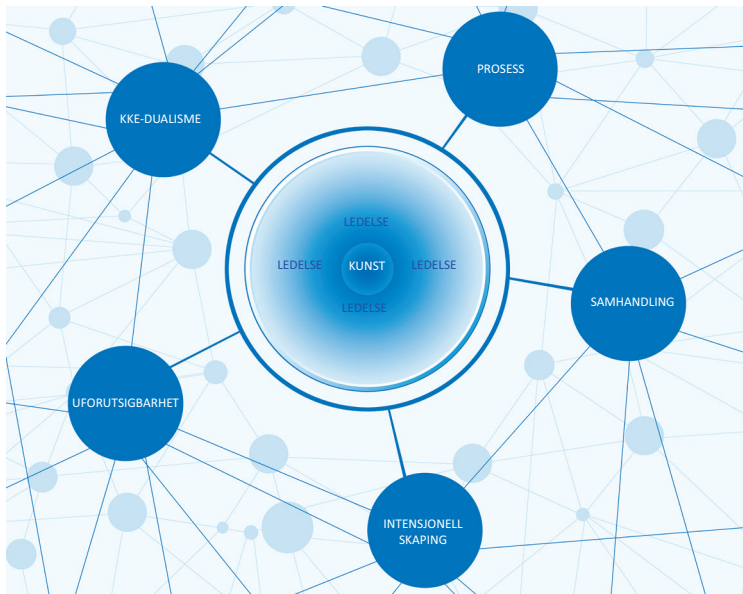 PROSESS
KKE-DUALISME
LEDELSE
LEDELSE
KUNST
LEDELSE
LEDELSE
SAMHANDLING
UFORUTSIGBARHET
INTENSJONELL
SKAPING